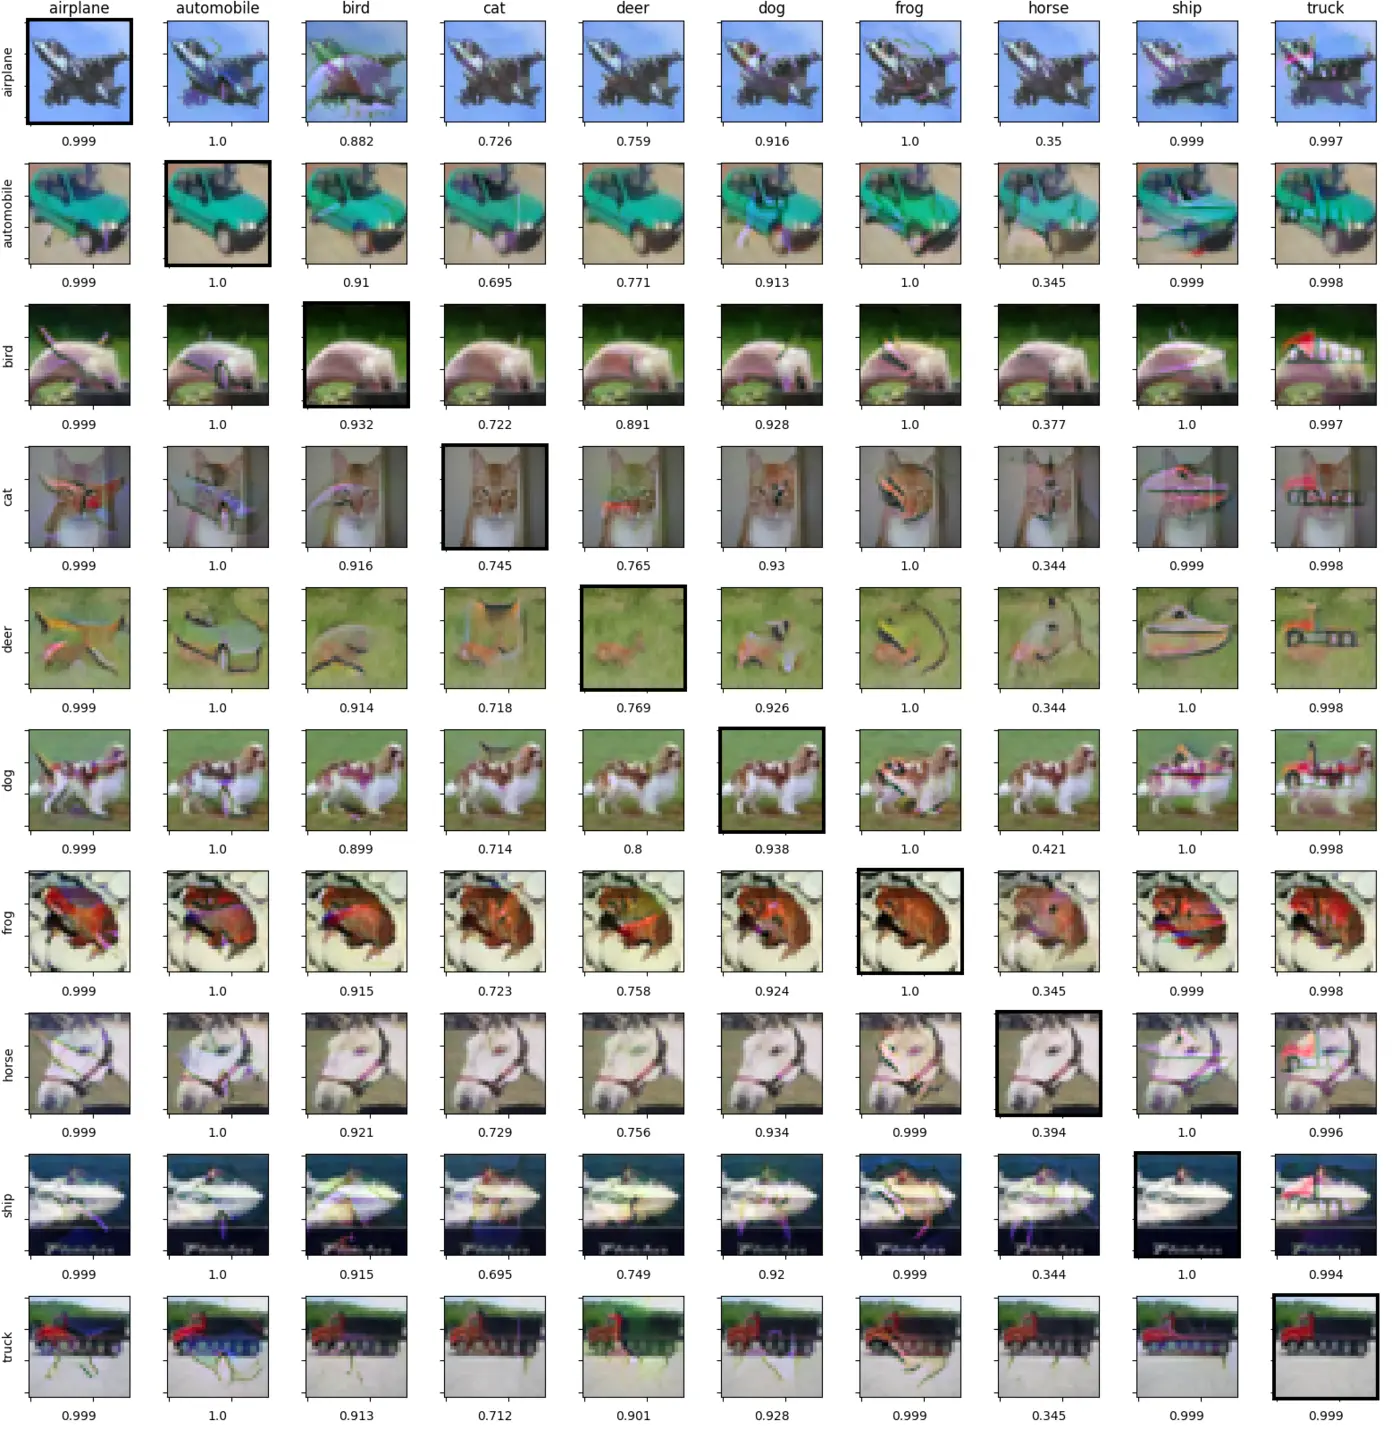 airplane automobile bird cat deer dog frog horse ship truck
airplane
0.999 1.0 0.882 0.726 0.759 0.916 1.0 0.35 0.999 0.997
automobile
0.999 1.0 0.91 0.695 0.771 0.913 1.0 0.345 0.999 0.998
bird
0.999 1.0 0.932 0.722 0.891 0.928 1.0 0.377 1.0 0.997
cat
0.999 1.0 0.916 0.745 0.765 0.93 1.0 0.344 0.999 0.998
deer
0.999 1.0 0.914 0.718 0.769 0.926 1.0 0.344 1.0 0.998
dog
0.999 1.0 0.899 0.714 0.8 0.938 1.0 0.421 1.0 0.998
frog
0.999 1.0 0.915 0.723 0.758 0.924 1.0 0.345 0.999 0.998
horse
0.999 1.0 0.921 0.729 0.756 0.934 0.999 0.394 1.0 0.996
ship
0.999 1.0 0.915 0.695 0.749 0.92 0.999 0.344 1.0 0.994
truck
0.999 1.0 0.913 0.712 0.901 0.928 0.999 0.345 0.999 0.999